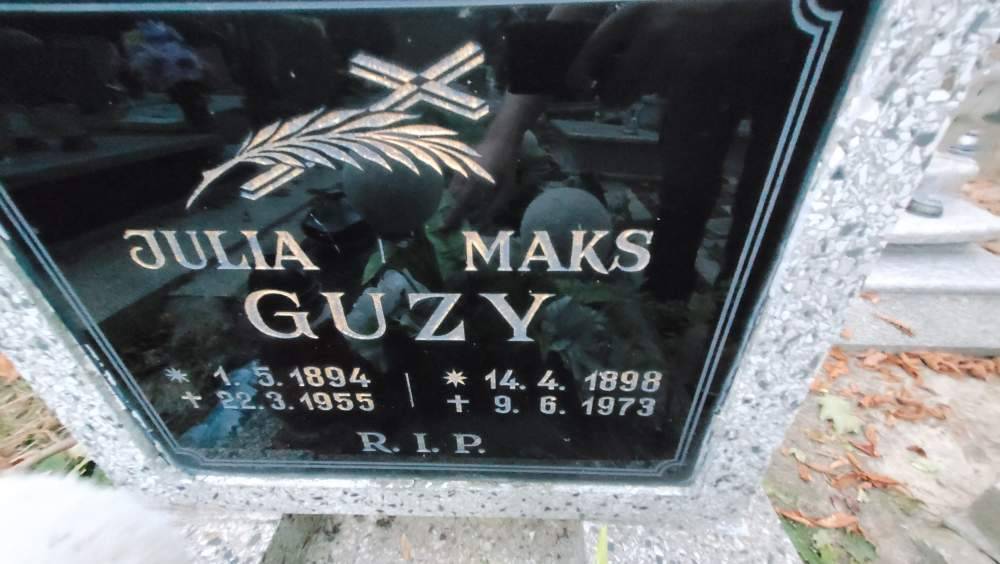 JULIA | MAKS
GUZY
* 1. 5. 1894 | * 14. 4. 1898
+ 22. 3. 1955 | + 9. 6. 1973
R. I. P.